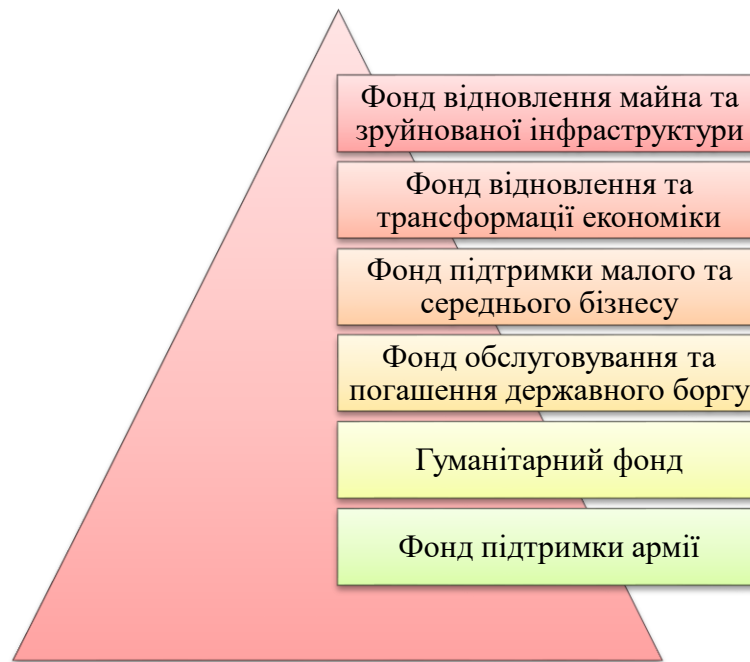 Фонд відновлення майна та
зруйнованої інфраструктури
Фонд відновлення та
трансформації економіки
Фонд підтримки малого та
середнього бізнесу
Фонд обслуговування та
погашення державного боргу
Гуманітарний фонд
Фонд підтримки армії